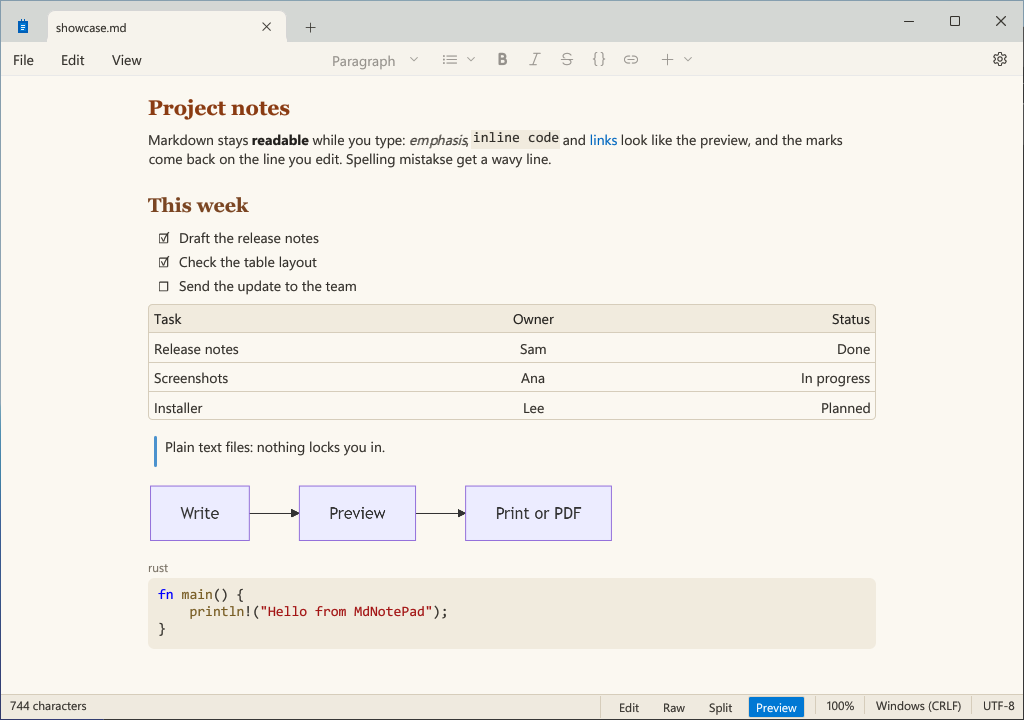 showcase.md
File Edit View Paragraph B I S {}
Project notes
Markdown stays readable while you type: emphasis, inline code and links look like the preview, and the marks
come back on the line you edit. Spelling mistakse get a wavy line.
This week
Draft the release notes
Check the table layout
Send the update to the team
Task Owner Status
Release notes Sam Done
Screenshots Ana In progress
Installer Lee Planned
Plain text files: nothing locks you in.
Write Preview Print or PDF
rust
fn main() {
    println!("Hello from MdNotePad");
}
744 characters Edit Raw Split Preview 100% Windows (CRLF) UTF-8